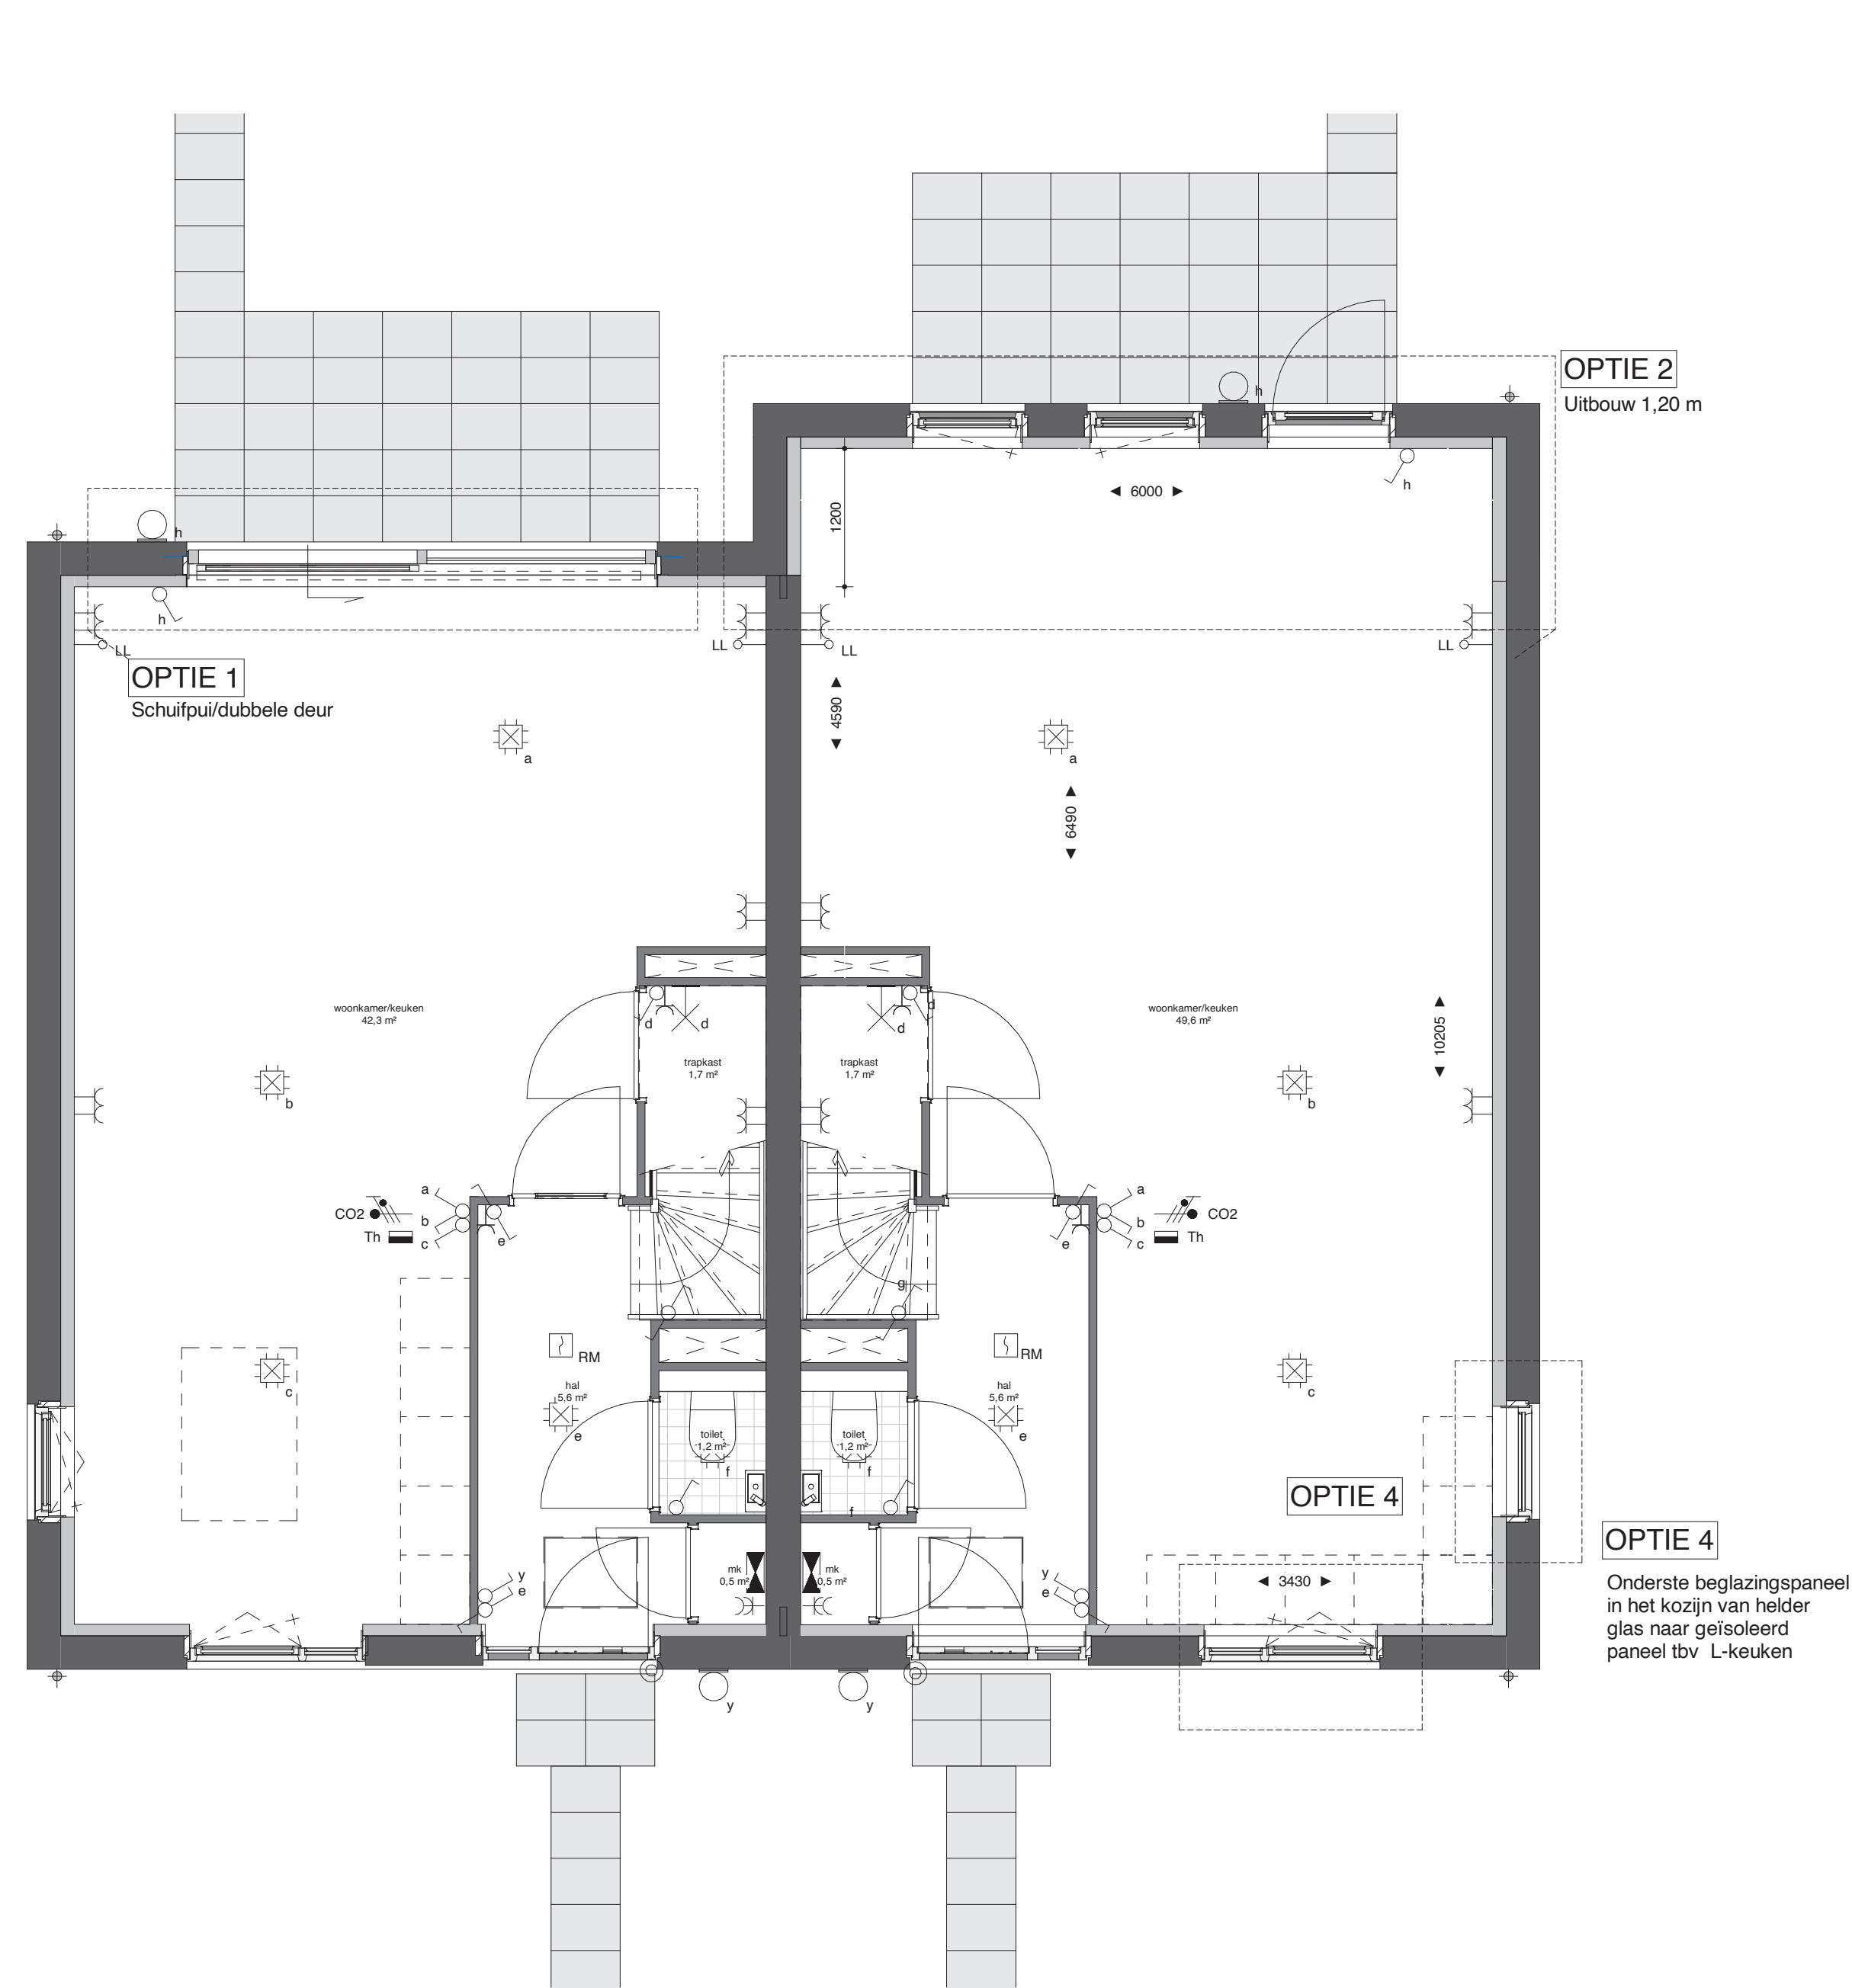 OPTIE 2
Uitbouw 1,20 m
h
h
6000
1200
h
h
LL
LL
LL
LL
OPTIE 1
Schuifpui/dubbele deur
4590
a
a
6490
woonkamer/keuken
42,3 m²
woonkamer/keuken
49,6 m²
10205
d
d
d
d
trapkast
1,7 m²
trapkast
1,7 m²
b
b
a
CO2
b
Th
c
e
a
b
CO2
e
c
Th
g
RM
RM
hal
5,6 m²
hal
5,6 m²
c
c
e
e
toilet
1,2 m²
toilet
1,2 m²
f
f
f
OPTIE 4
OPTIE 4
Onderste beglazingspaneel
in het kozijn van helder
glas naar geïsoleerd
paneel tbv L-keuken
y
e
mk
0,5 m²
mk
0,5 m²
y
e
3430
y
y